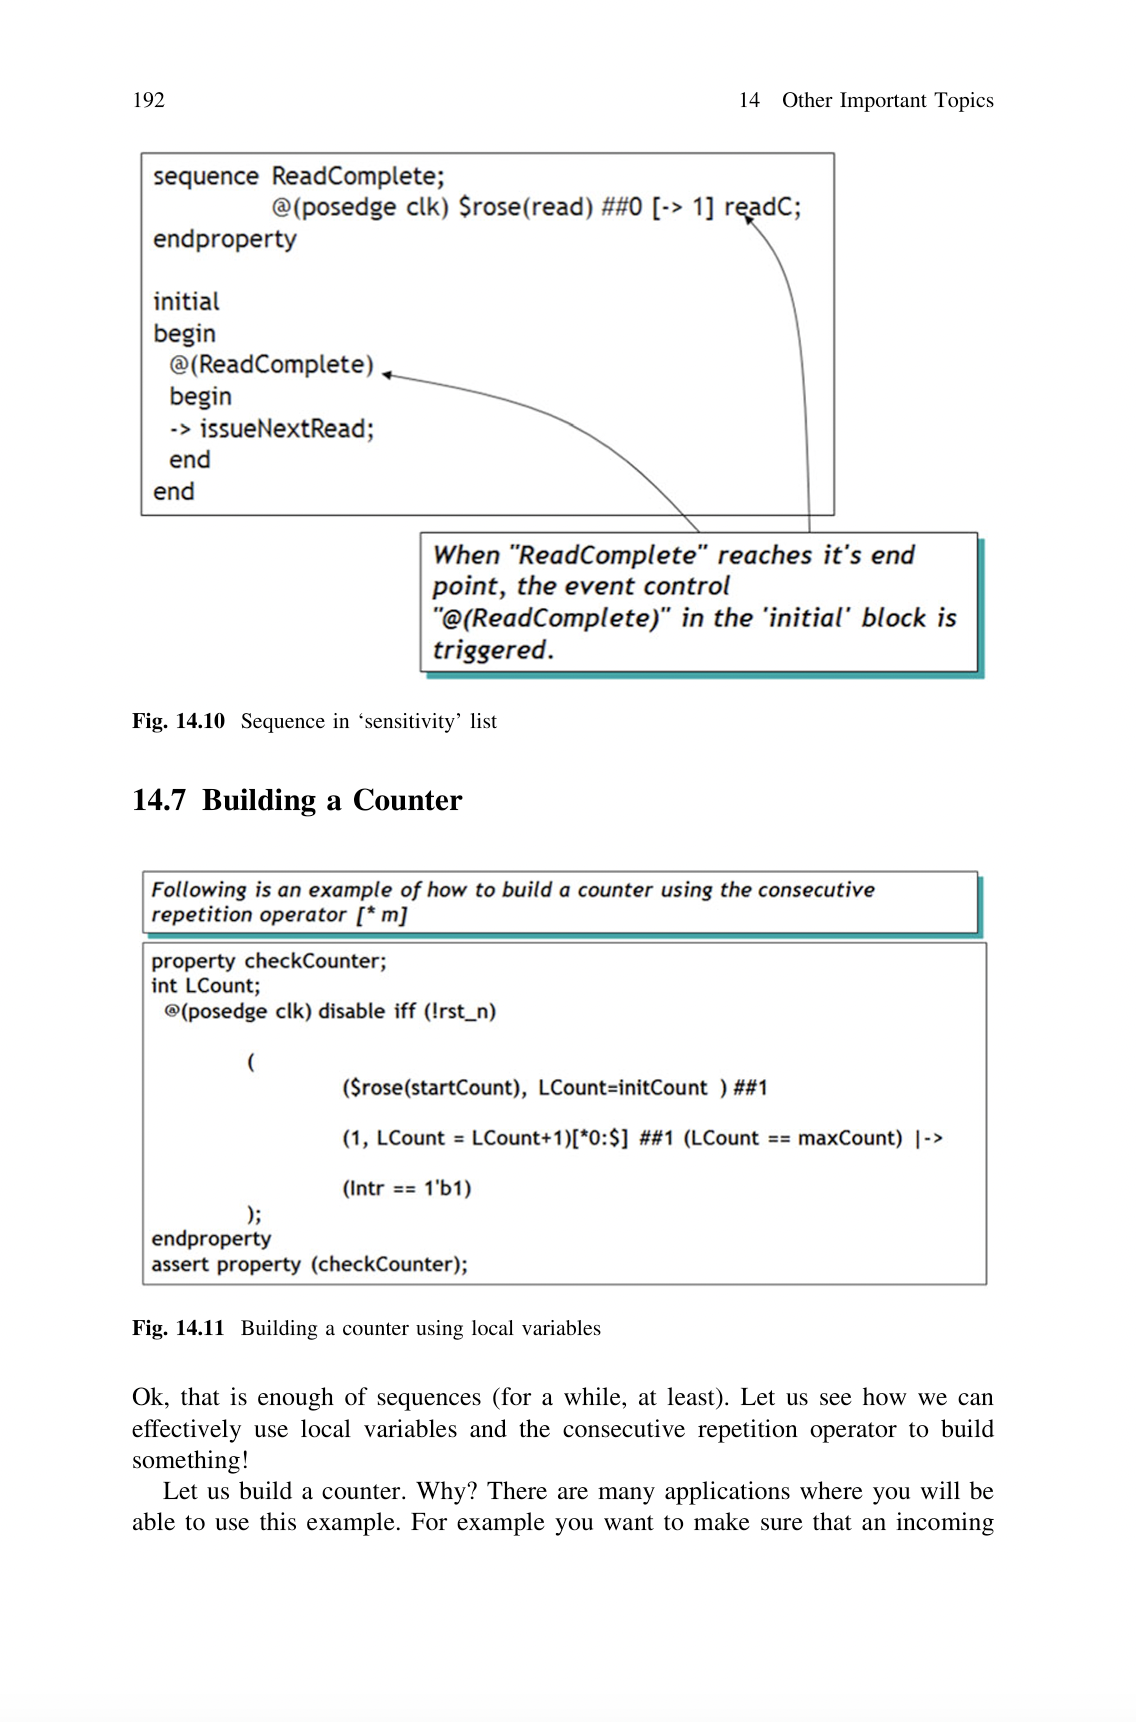 192
14 Other Important Topics
sequence ReadComplete;
@(posedge clk) $rose(read) ##0 [-> 1] readC;
endproperty
initial
begin
@(ReadComplete)
begin
-> issueNextRead;
end
end
When "ReadComplete" reaches it's end
point, the event control
"@(ReadComplete)" in the 'initial' block is
triggered.
Fig. 14.10 Sequence in ‘sensitivity’ list
14.7 Building a Counter
Following is an example of how to build a counter using the consecutive
repetition operator [* m]
property checkCounter;
int LCount;
@(posedge clk) disable iff (!rst_n)
(
($rose(startCount), LCount=initCount ) ##1
(1, LCount = LCount+1)[*0:$] ##1 (LCount == maxCount) |->
(Intr == 1'b1)
);
endproperty
assert property (checkCounter);
Fig. 14.11 Building a counter using local variables
Ok, that is enough of sequences (for a while, at least). Let us see how we can
effectively use local variables and the consecutive repetition operator to build
something!
Let us build a counter. Why? There are many applications where you will be
able to use this example. For example you want to make sure that an incoming